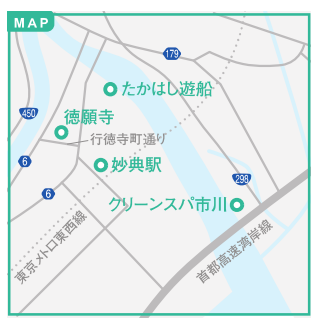 MAP
179
たかはし遊船
450
徳願寺
行徳寺町通り
6
妙典駅
6
298
クリーンスパ市川
東京メトロ東西線
首都高速湾岸線